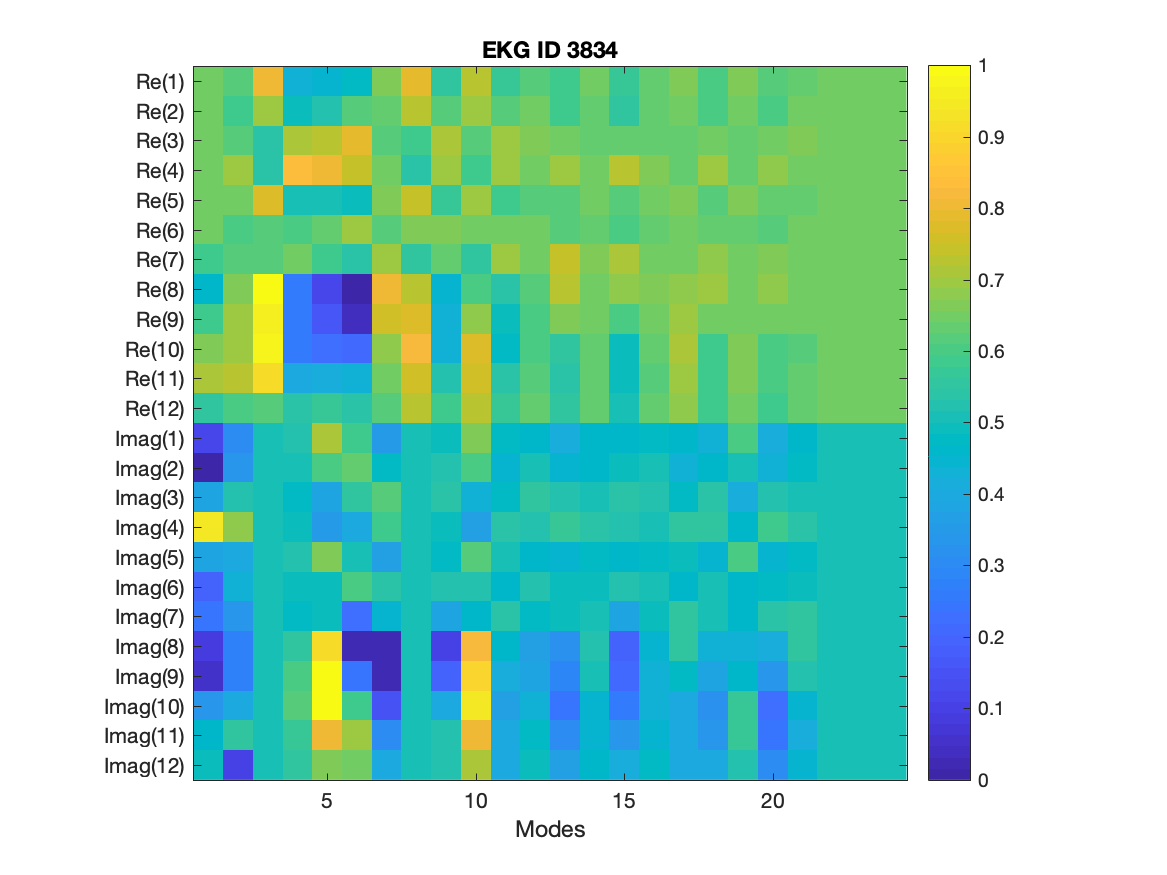 EKG ID 3834
Re(1)
Re(2)
Re(3)
Re(4)
Re(5)
Re(6)
Re(7)
Re(8)
Re(9)
Re(10)
Re(11)
Re(12)
Imag(1)
Imag(2)
Imag(3)
Imag(4)
Imag(5)
Imag(6)
Imag(7)
Imag(8)
Imag(9)
Imag(10)
Imag(11)
Imag(12)
5 10 15 20
Modes
1
0.9
0.8
0.7
0.6
0.5
0.4
0.3
0.2
0.1
0